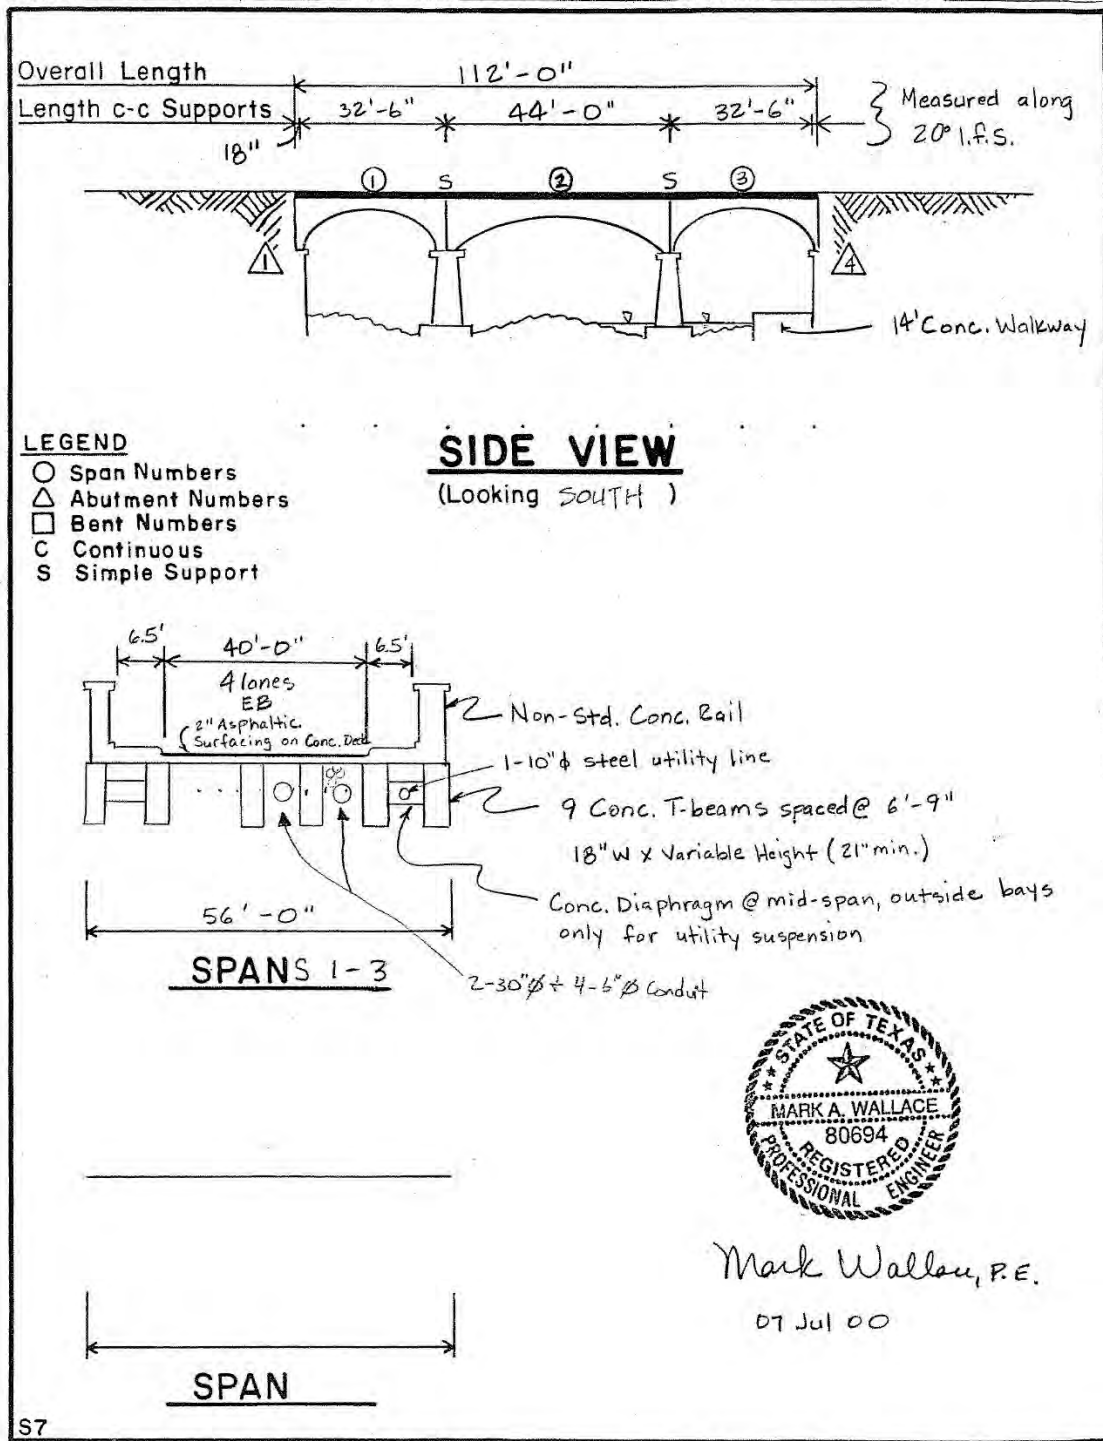 Overall Length 112'-0"
Length c-c Supports 32'-6" 44'-0" 32'-6" Measured along
18" 20° l.f.s.
1 S 2 S 3
1 4
14' Conc. Walkway
SIDE VIEW
(Looking SOUTH )
LEGEND
Span Numbers
Abutment Numbers
Bent Numbers
C Continuous
S Simple Support
6.5' 40'-0" 6.5'
4 lanes
EB
2" Asphaltic
Surfacing on Conc. Deck
Non-Std. Conc. Rail
1-10"ϕ steel utility line
9 Conc. T-beams spaced @ 6'-9"
18" W x Variable Height (21" min.)
Conc. Diaphragm @ mid-span, outside bays
only for utility suspension
56'-0"
SPANS 1-3
2-30"ϕ + 4-6"ϕ Conduit
STATE OF TEXAS
MARK A. WALLACE
80694
REGISTERED
PROFESSIONAL ENGINEER
Mark Wallace, P.E.
07 Jul 00
SPAN
S7